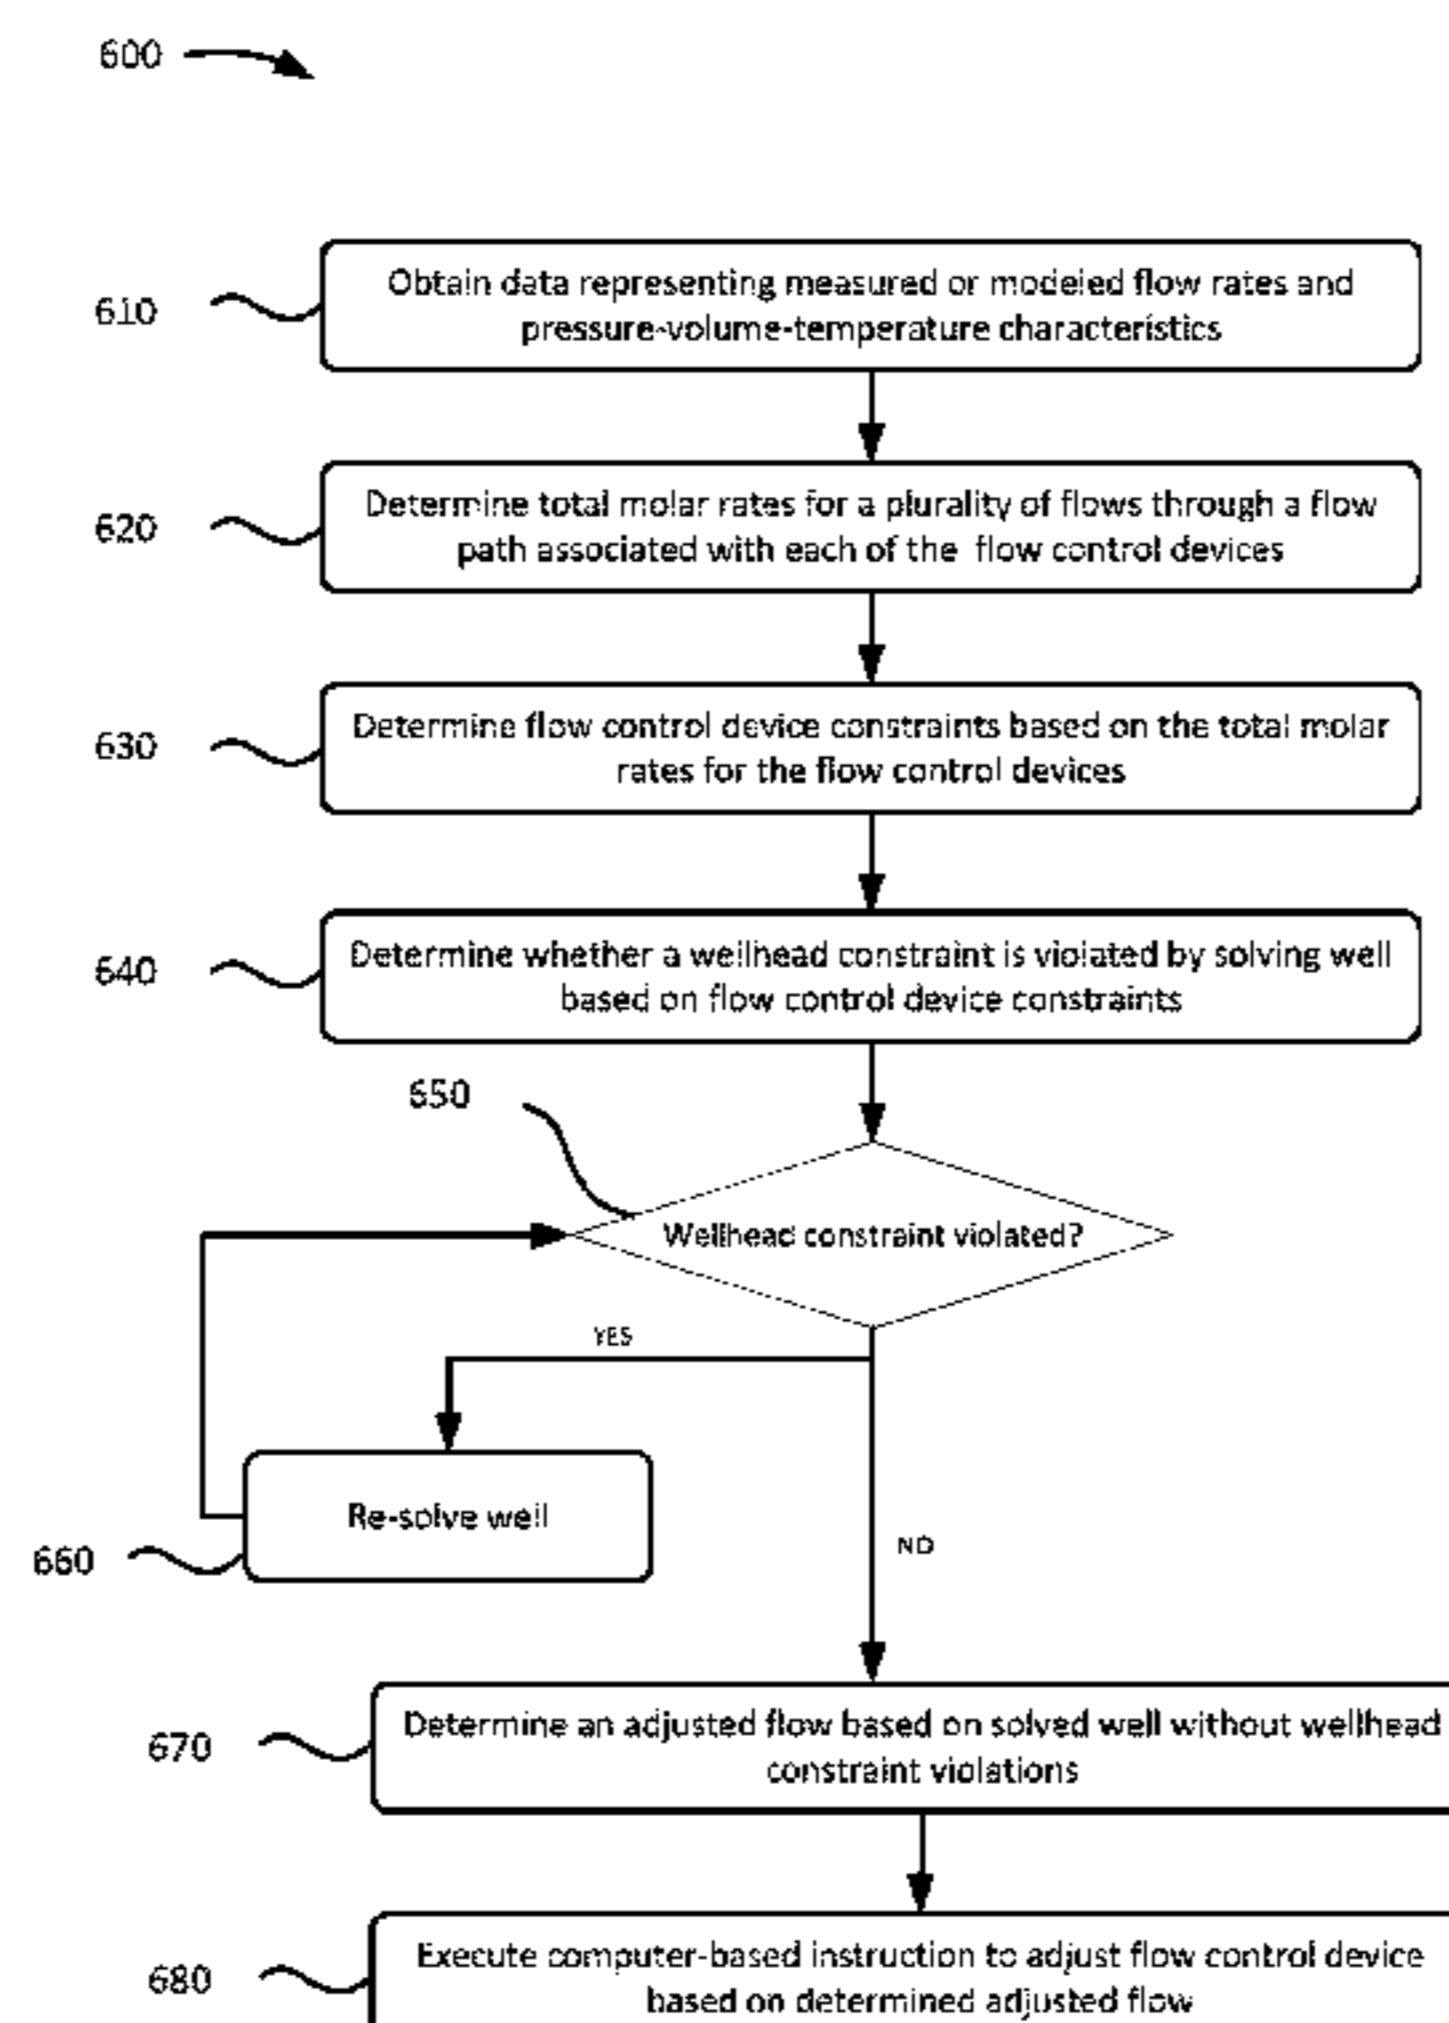 600
610
Obtain data representing measured or modeled flow rates and
pressure-volume-temperature characteristics
620
Determine total molar rates for a plurality of flows through a flow
path associated with each of the flow control devices
630
Determine flow control device constraints based on the total molar
rates for the flow control devices
640
Determine whether a wellhead constraint is violated by solving well
based on flow control device constraints
650
Wellhead constraint violated?
YES
Re-solve well
660
NO
670
Determine an adjusted flow based on solved well without wellhead
constraint violations
680
Execute computer-based instruction to adjust flow control device
based on determined adjusted flow